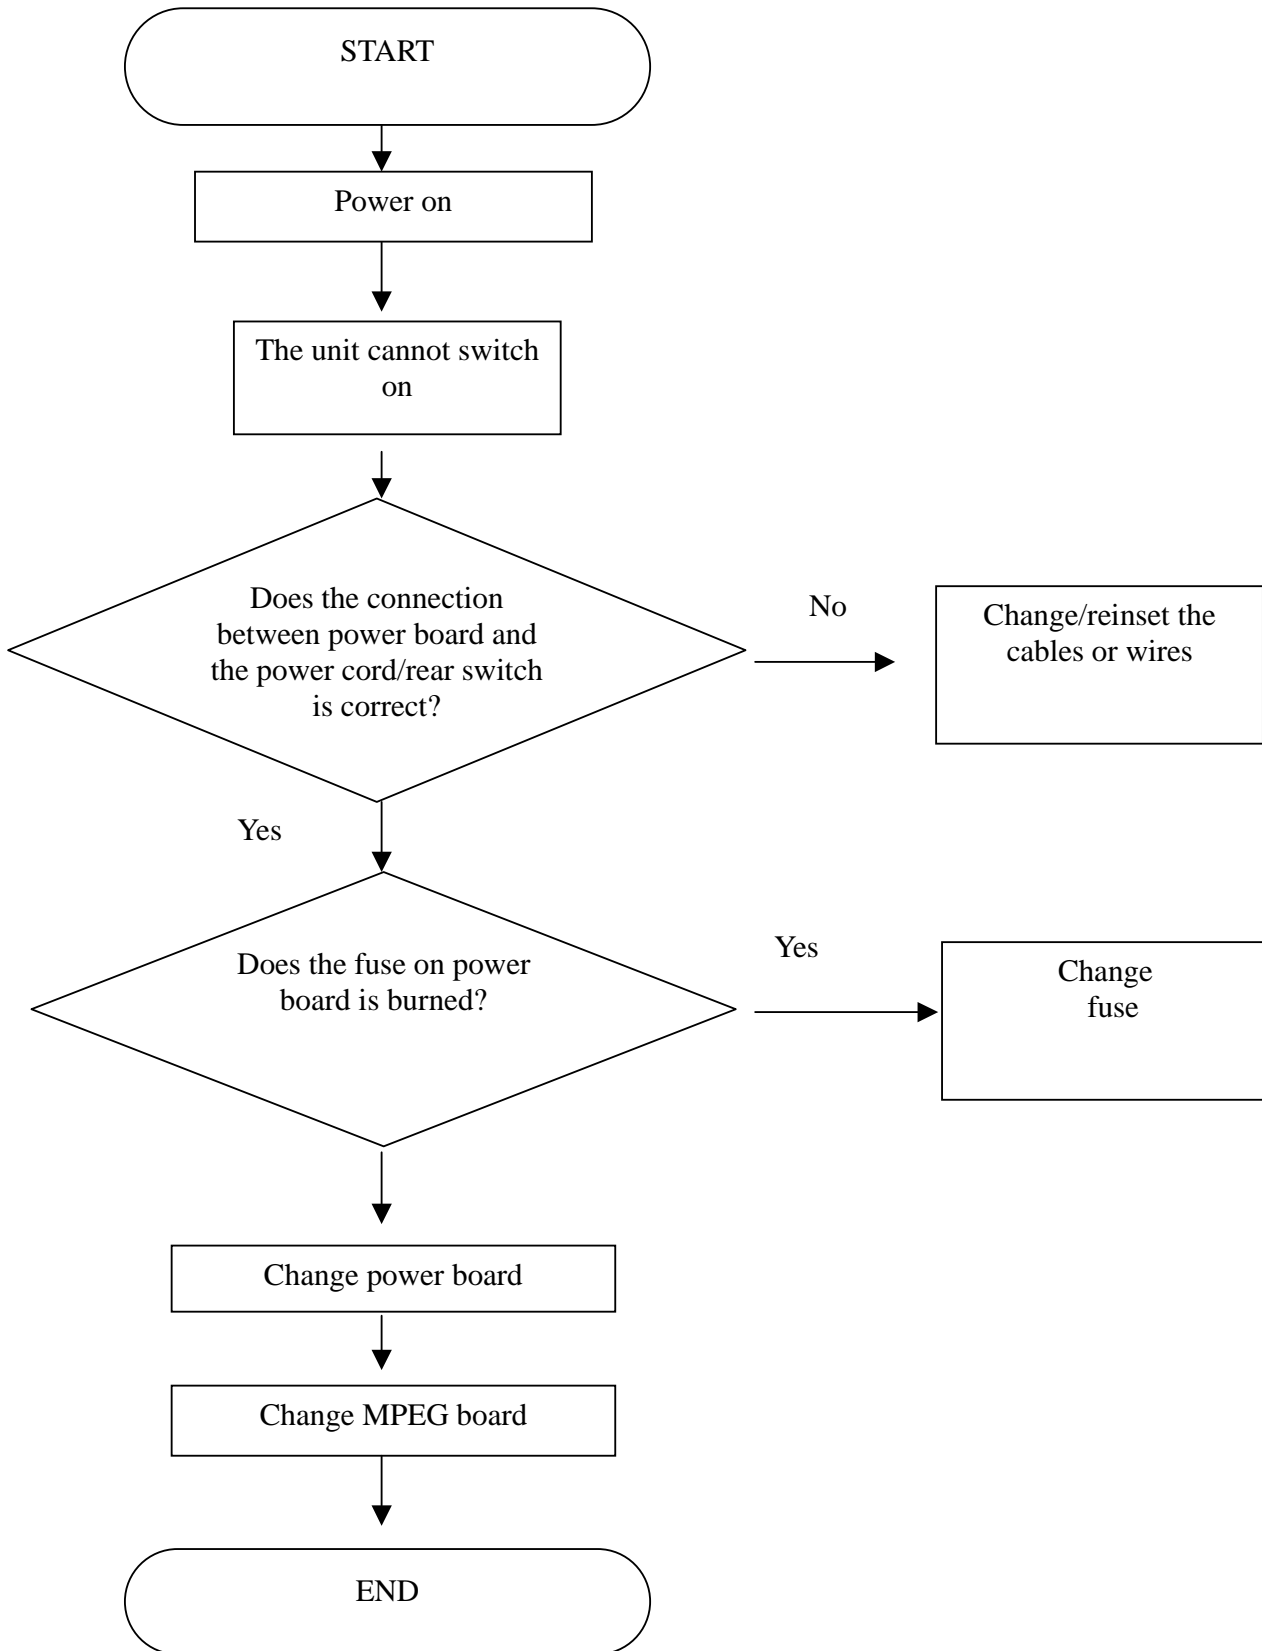 START
Power on
The unit cannot switch
on
Does the connection
between power board and
the power cord/rear switch
is correct?
No
Change/reinset the
cables or wires
Yes
Does the fuse on power
board is burned?
Yes
Change
fuse
Change power board
Change MPEG board
END